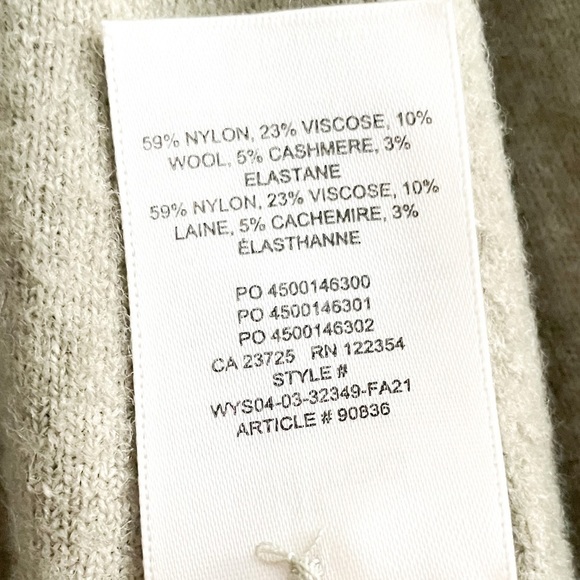 59% NYLON, 23% VISCOSE, 10%
WOOL, 5% CASHMERE, 3%
ELASTANE
59% NYLON, 23% VISCOSE, 10%
LAINE, 5% CACHEMIRE, 3%
ÉLASTHANNE
PO 4500146300
PO 4500146301
PO 4500146302
CA 23725 RN 122354
STYLE #
WYS04-03-32349-FA21
ARTICLE # 90836